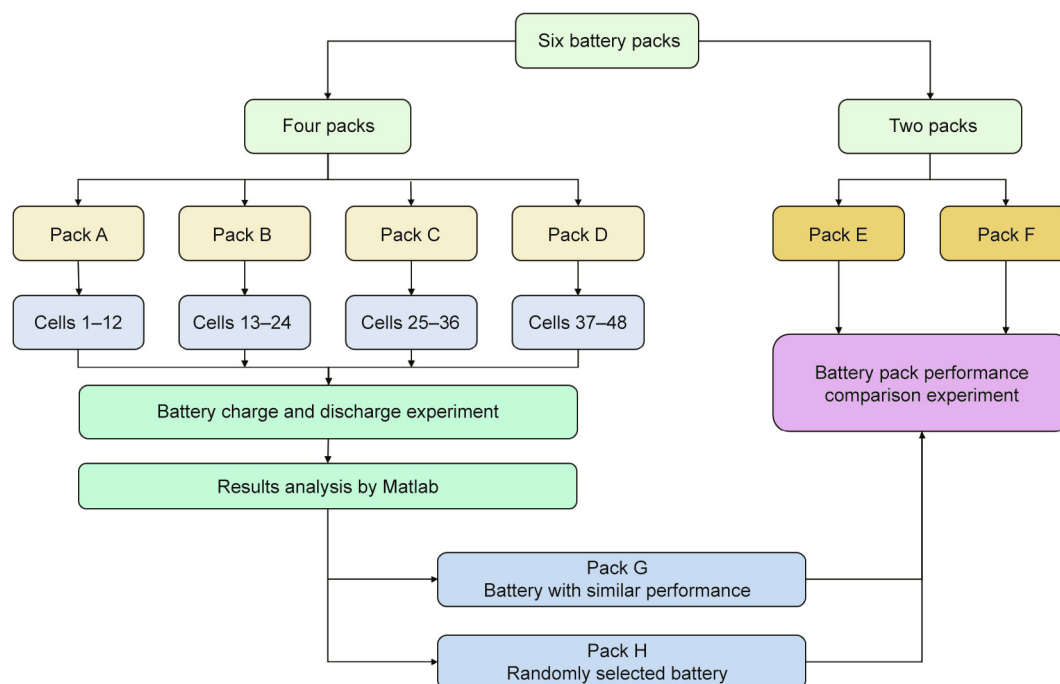 Six battery packs
Four packs
Two packs
Pack A
Pack B
Pack C
Pack D
Pack E
Pack F
Cells 1–12
Cells 13–24
Cells 25–36
Cells 37–48
Battery pack performance
comparison experiment
Battery charge and discharge experiment
Results analysis by Matlab
Pack G
Battery with similar performance
Pack H
Randomly selected battery